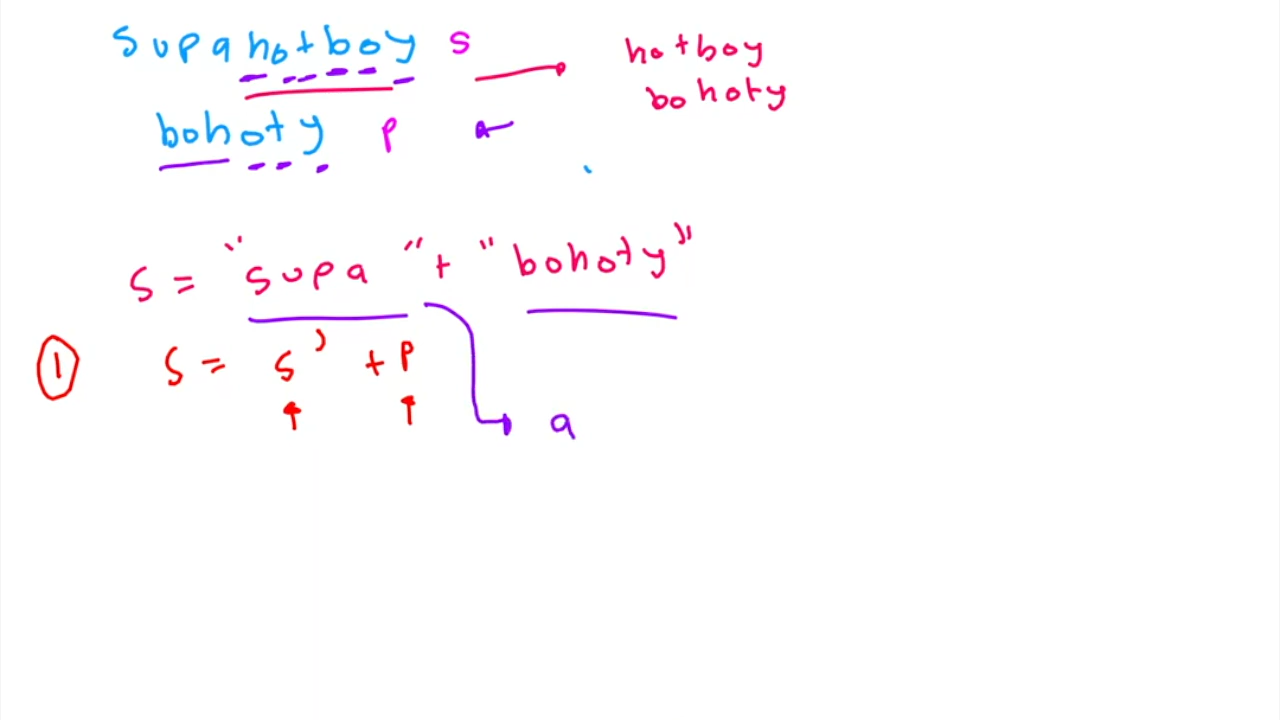 supahotboy s hotboy
bohoty
bohoty p
s = "supa" + "bohoty"
① s = s' + p
a